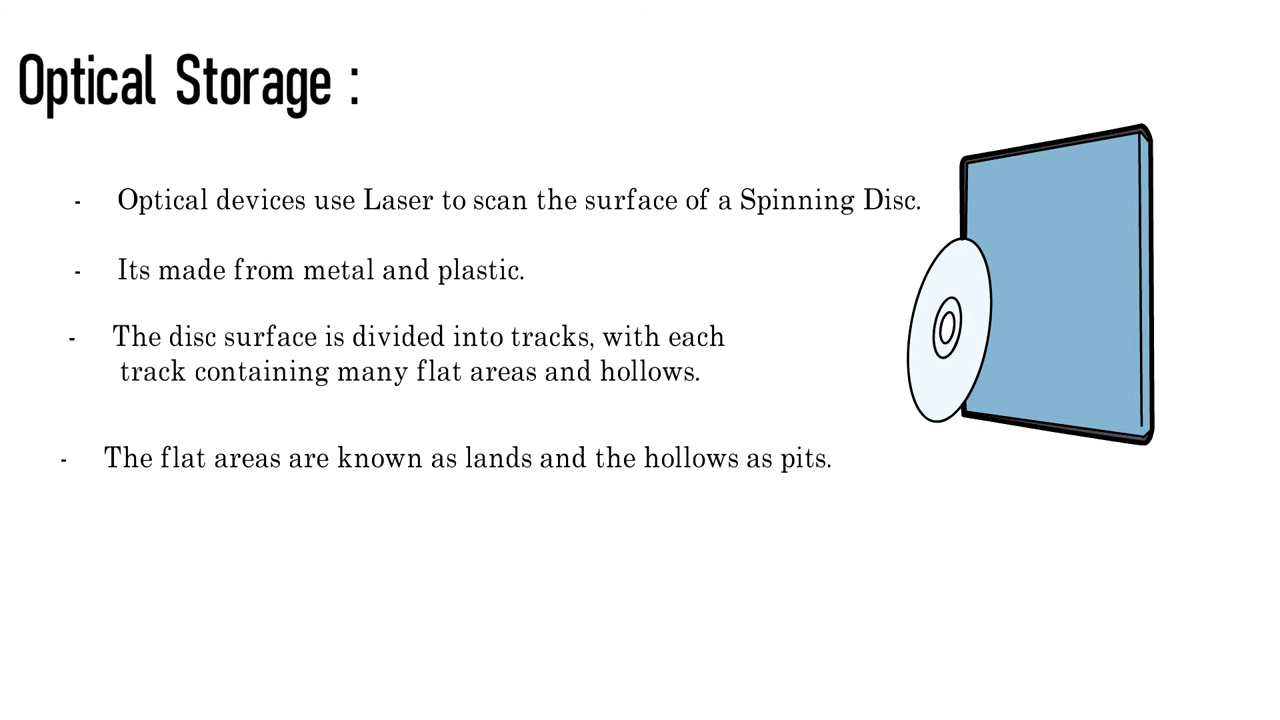 Optical Storage :
- Optical devices use Laser to scan the surface of a Spinning Disc.
- Its made from metal and plastic.
- The disc surface is divided into tracks, with each
track containing many flat areas and hollows.
- The flat areas are known as lands and the hollows as pits.